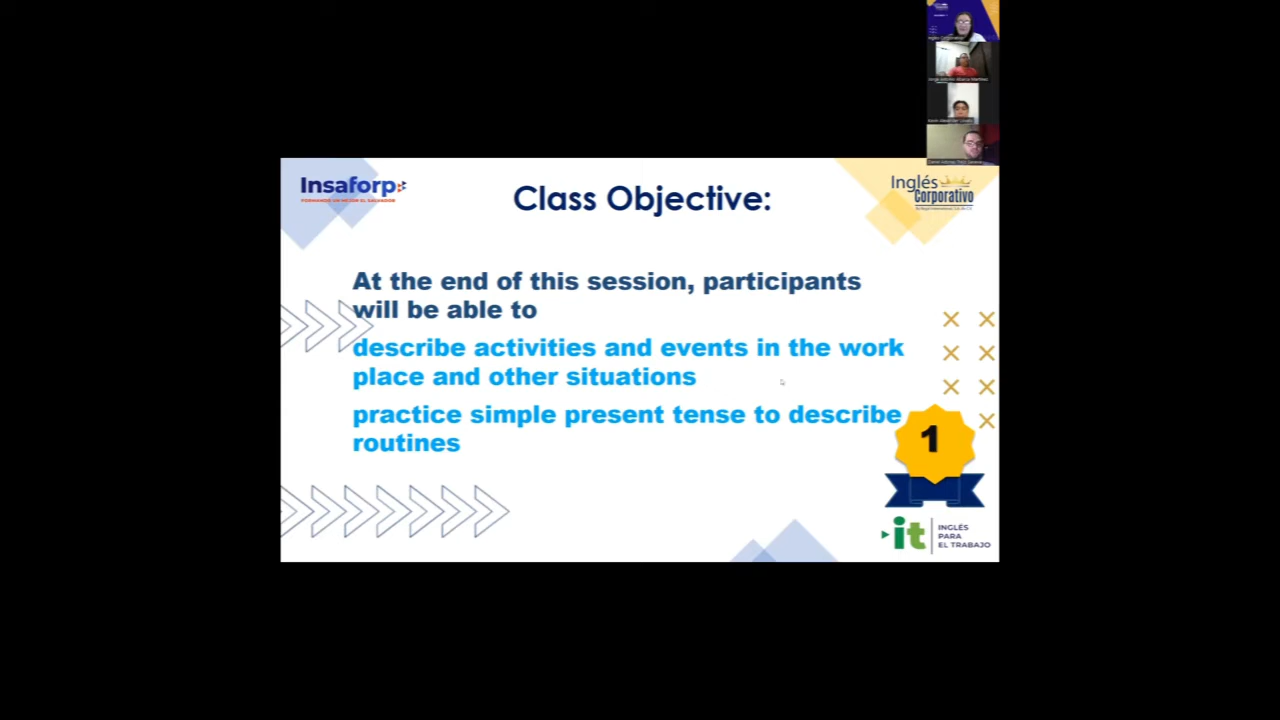 Inglés Corporativo
Insaforp
FORMANDO UN MEJOR EL SALVADOR
Class Objective:
Inglés
Corporativo
At the end of this session, participants
will be able to
describe activities and events in the work
place and other situations
practice simple present tense to describe
routines
1
it
INGLÉS
PARA
EL TRABAJO